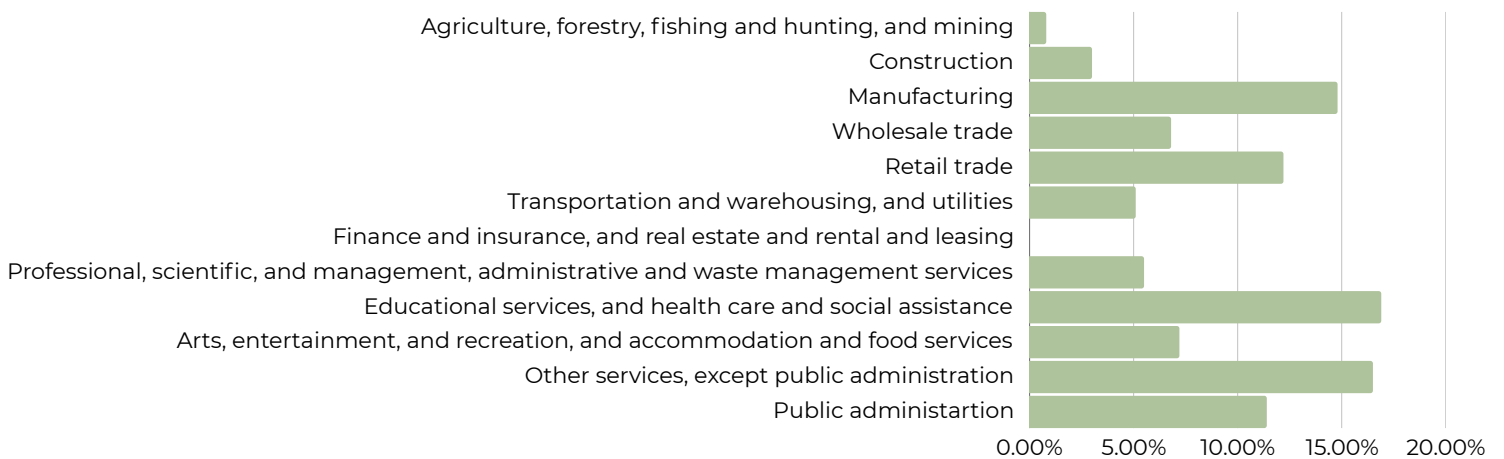 Agriculture, forestry, fishing and hunting, and mining
Construction
Manufacturing
Wholesale trade
Retail trade
Transportation and warehousing, and utilities
Finance and insurance, and real estate and rental and leasing
Professional, scientific, and management, administrative and waste management services
Educational services, and health care and social assistance
Arts, entertainment, and recreation, and accommodation and food services
Other services, except public administration
Public administartion
0.00% 5.00% 10.00% 15.00% 20.00%